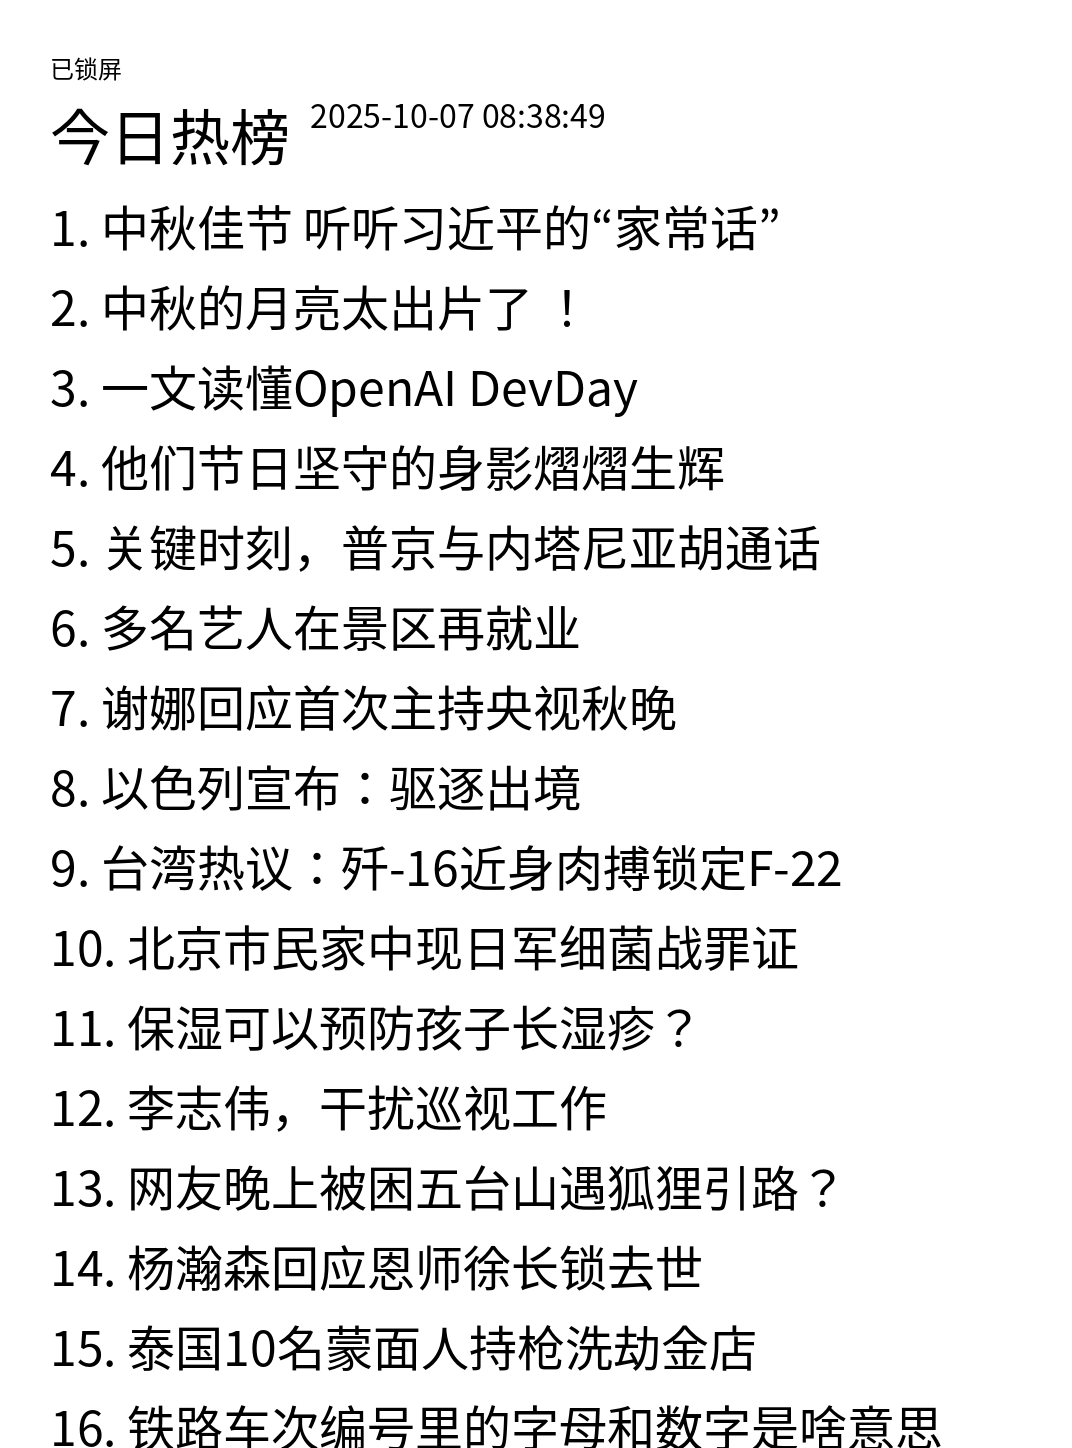 已锁屏
今日热榜 2025-10-07 08:38:49
1. 中秋佳节 听听习近平的“家常话”
2. 中秋的月亮太出片了 ！
3. 一文读懂OpenAI DevDay
4. 他们节日坚守的身影熠熠生辉
5. 关键时刻，普京与内塔尼亚胡通话
6. 多名艺人在景区再就业
7. 谢娜回应首次主持央视秋晚
8. 以色列宣布：驱逐出境
9. 台湾热议：歼-16近身肉搏锁定F-22
10. 北京市民家中现日军细菌战罪证
11. 保湿可以预防孩子长湿疹？
12. 李志伟，干扰巡视工作
13. 网友晚上被困五台山遇狐狸引路？
14. 杨瀚森回应恩师徐长锁去世
15. 泰国10名蒙面人持枪洗劫金店
16. 铁路车次编号里的字母和数字是啥意思